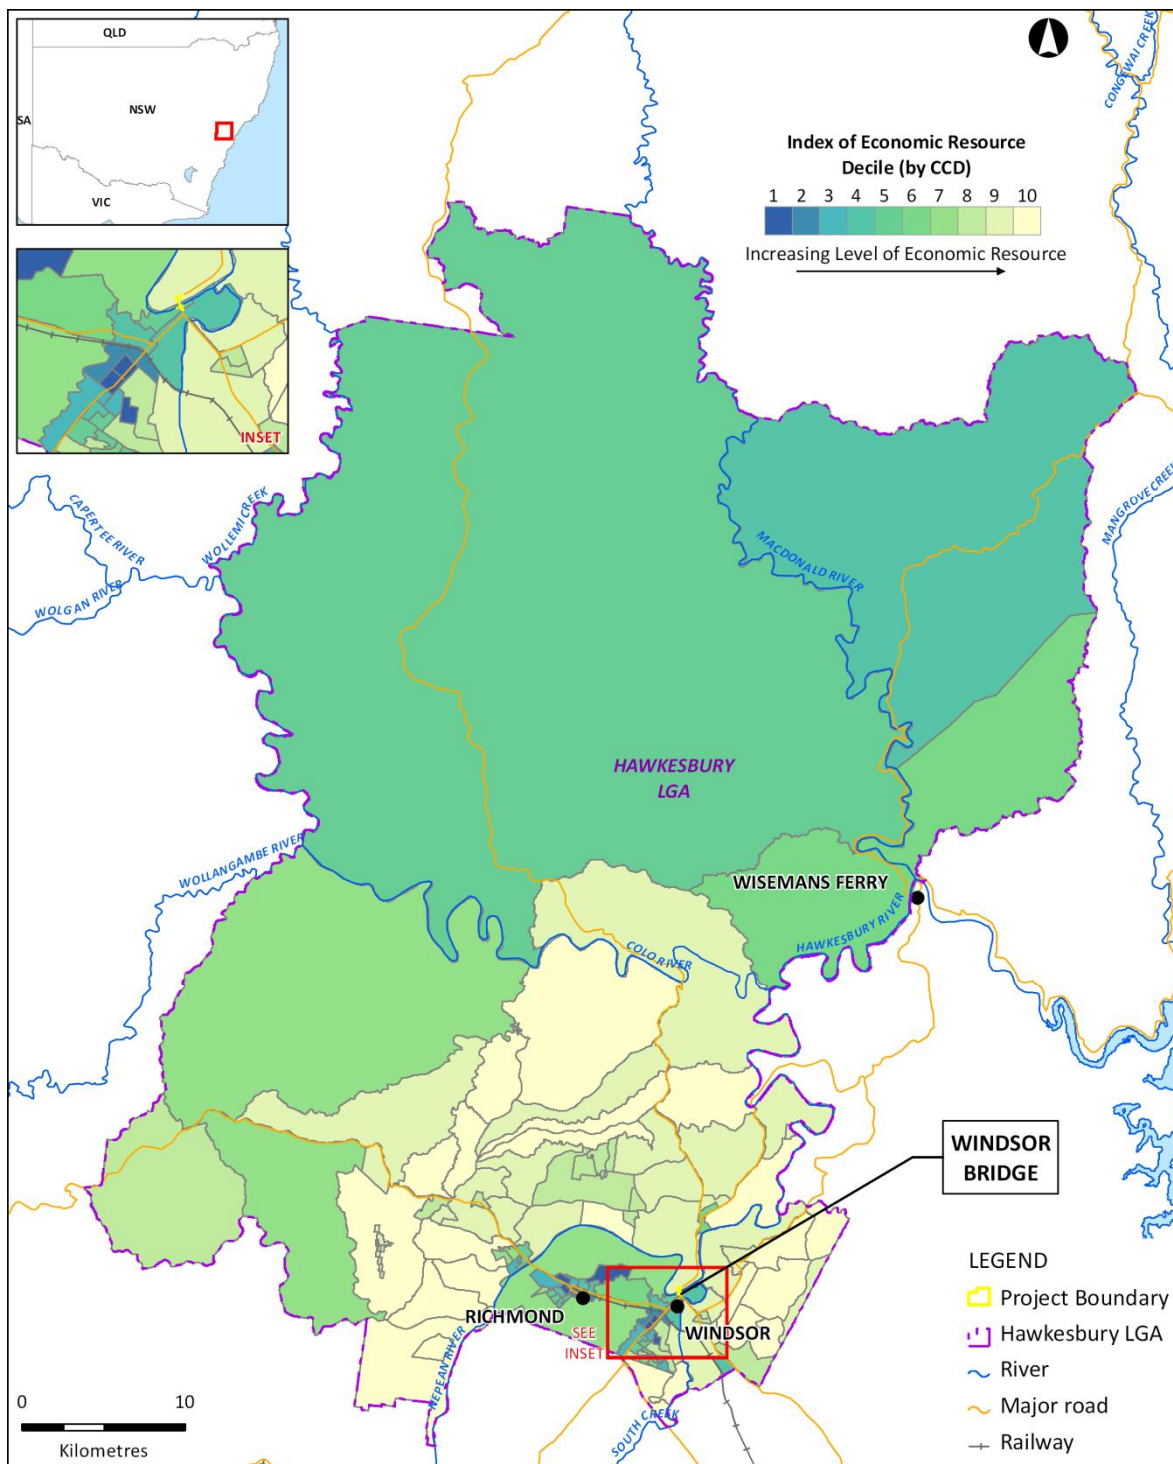 QLD
NSW
SA
VIC
INSET
CONGEWAI CREEK
Index of Economic Resource
Decile (by CCD)
1 2 3 4 5 6 7 8 9 10
Increasing Level of Economic Resource
CAPERTEE RIVER
WOLLEMI CREEK
WOLGAN RIVER
MACDONALD RIVER
MANGROVE CREEK
HAWKESBURY
LGA
WOLLANGAMBE RIVER
WISEMANS FERRY
HAWKESBURY RIVER
COLO RIVER
WINDSOR
BRIDGE
RICHMOND
SEE
INSET
WINDSOR
NEPEAN RIVER
SOUTH CREEK
0 10
Kilometres
LEGEND
Project Boundary
Hawkesbury LGA
River
Major road
Railway